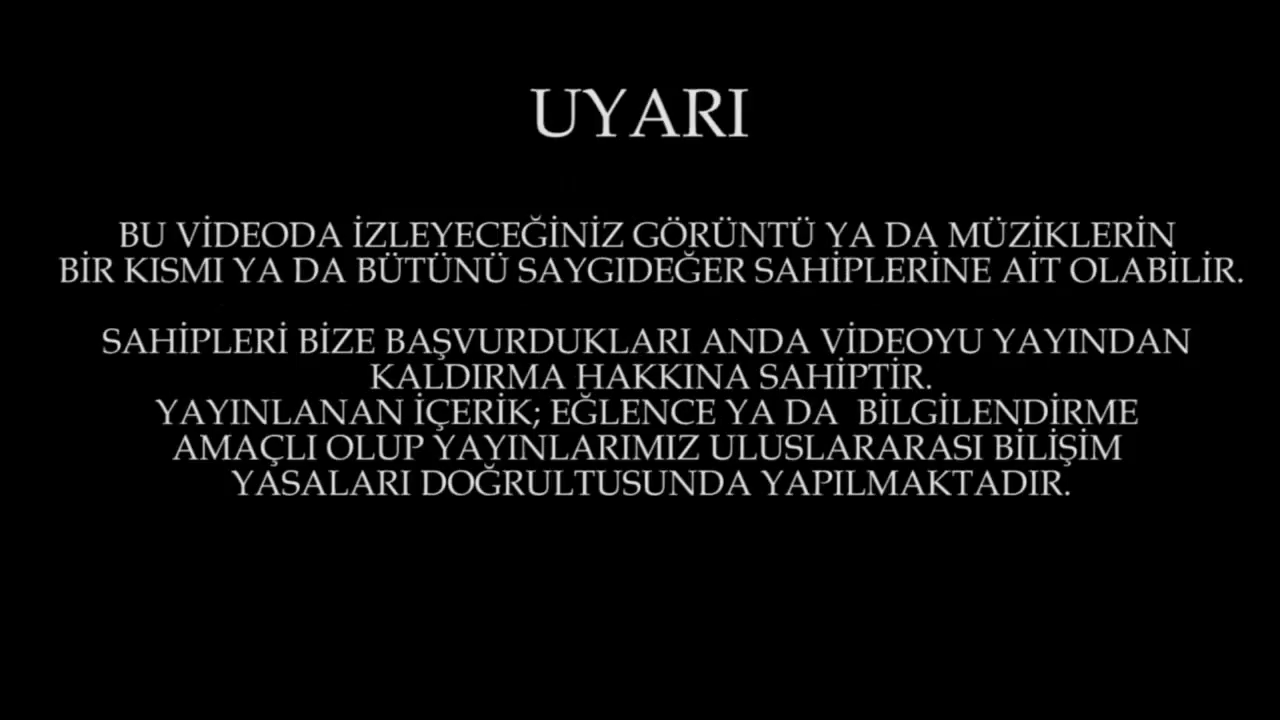 UYARI
BU VİDEODA İZLEYECEĞİNİZ GÖRÜNTÜ YA DA MÜZİKLERİN
BİR KISMI YA DA BÜTÜNÜ SAYGIDEĞER SAHİPLERİNE AİT OLABİLİR.
SAHİPLERİ BİZE BAŞVURDUKLARI ANDA VİDEOYU YAYINDAN
KALDIRMA HAKKINA SAHİPTİR.
YAYINLANAN İÇERİK; EĞLENCE YA DA BİLGİLENDİRME
AMAÇLI OLUP YAYINLARIMIZ ULUSLARARASI BİLİŞİM
YASALARI DOĞRULTUSUNDA YAPILMAKTADIR.